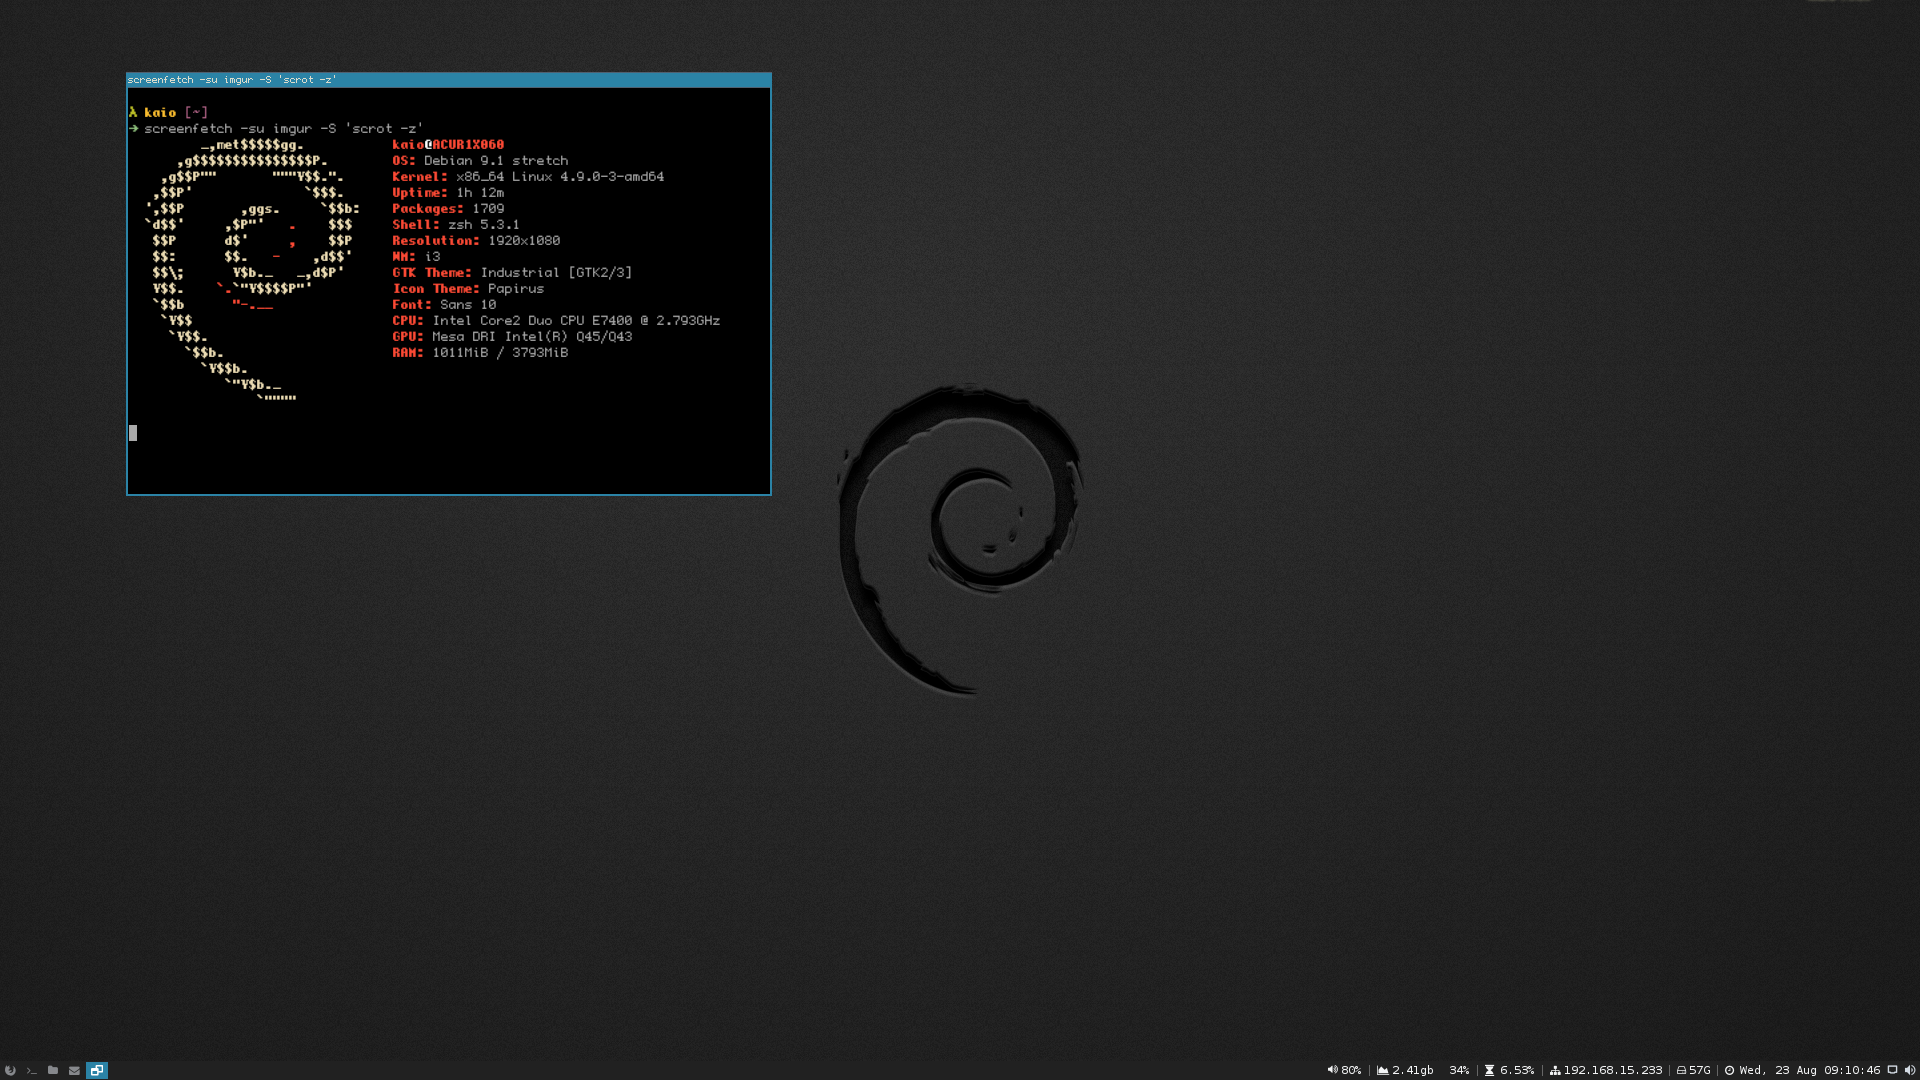 screenfetch -su imgur -S 'scrot -z'
λ kaio [~]
→ screenfetch -su imgur -S 'scrot -z'
_,met$$$$$gg.
,g$$$$$$$$$$$$$$$P.
,g$$P""       """Y$$.".
,$$P'              `$$$.
',$$P       ,ggs.     `$$b:
`d$$'     ,$P"'   .    $$$
$$P      d$'     ,    $$P
$$:      $$.   -    ,d$$'
$$\;      Y$b._   _,d$P'
Y$$.    `.`"Y$$$$P"'
`$$b      "-.__
`Y$$
`Y$$.
`$$b.
`Y$$b.
`"Y$b._
`""""
kaio@ACUR1X060
OS: Debian 9.1 stretch
Kernel: x86_64 Linux 4.9.0-3-amd64
Uptime: 1h 12m
Packages: 1709
Shell: zsh 5.3.1
Resolution: 1920x1080
WM: i3
GTK Theme: Industrial [GTK2/3]
Icon Theme: Papirus
Font: Sans 10
CPU: Intel Core2 Duo CPU E7400 @ 2.793GHz
GPU: Mesa DRI Intel(R) Q45/Q43
RAM: 1011MiB / 3793MiB
80% | 2.41gb 34% | 6.53% | 192.168.15.233 | 57G | Wed, 23 Aug 09:10:46